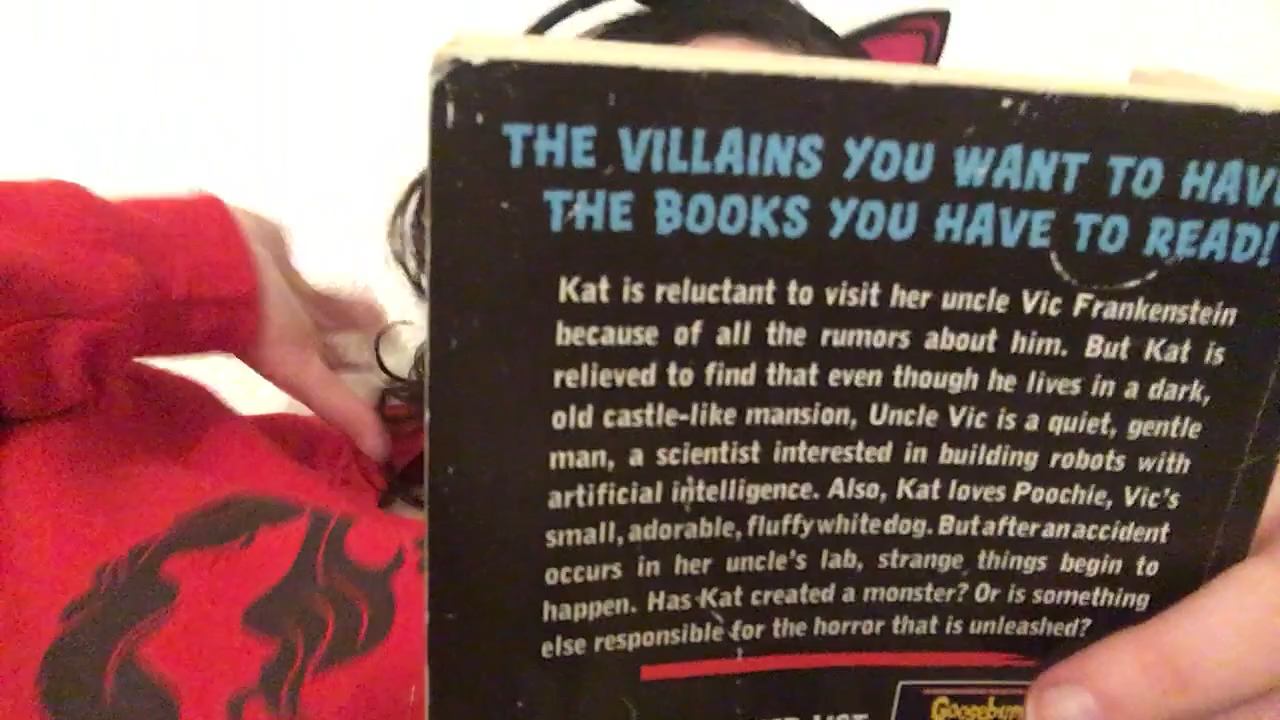 THE VILLAINS YOU WANT TO HAV
THE BOOKS YOU HAVE TO READ!
Kat is reluctant to visit her uncle Vic Frankenstein
because of all the rumors about him. But Kat is
relieved to find that even though he lives in a dark,
old castle-like mansion, Uncle Vic is a quiet, gentle
man, a scientist interested in building robots with
artificial intelligence. Also, Kat loves Poochie, Vic's
small, adorable, fluffy white dog. But after an accident
occurs in her uncle's lab, strange things begin to
happen. Has Kat created a monster? Or is something
else responsible for the horror that is unleashed?
Goosebum